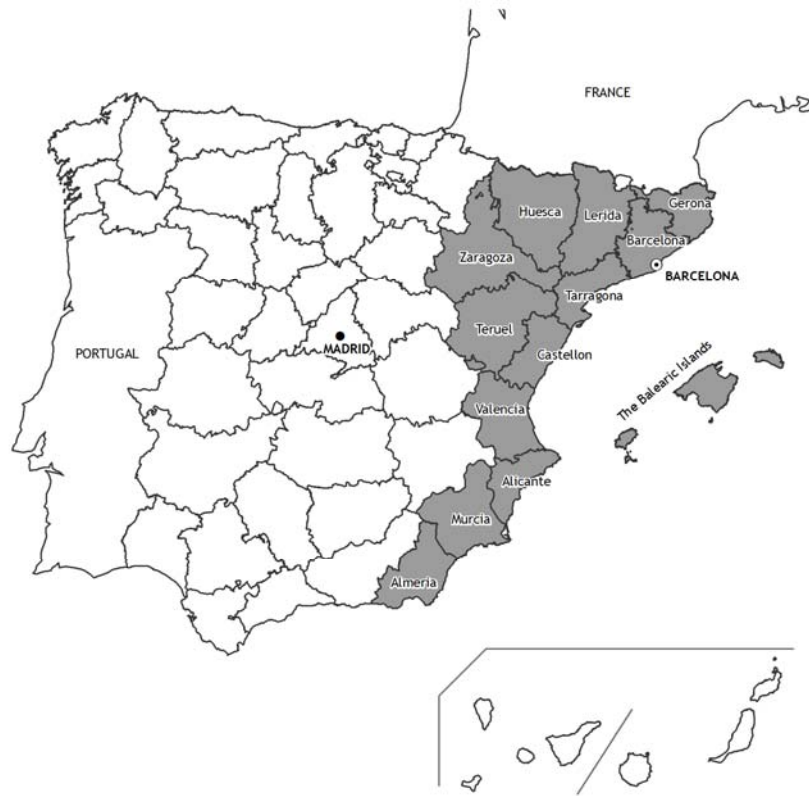 FRANCE
Gerona
Huesca
Lerida
Barcelona
Zaragoza
BARCELONA
Tarragona
Teruel
MADRID
PORTUGAL
Castellon
The Balearic Islands
Valencia
Alicante
Murcia
Almeria